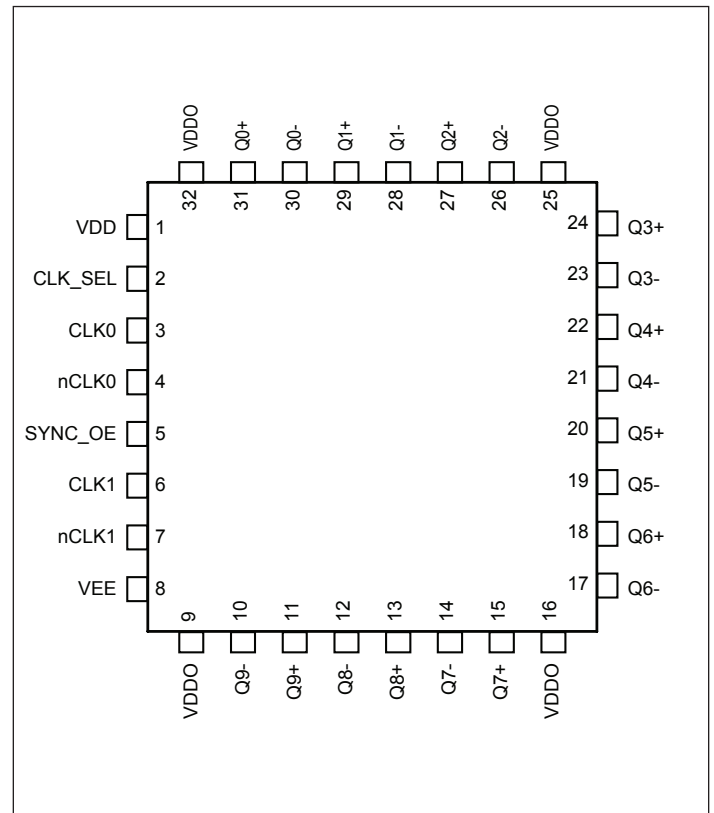 VDDO Q0+ Q0- Q1+ Q1- Q2+ Q2- VDDO
32 31 30 29 28 27 26 25
VDD 1
CLK_SEL 2
CLK0 3
nCLK0 4
SYNC_OE 5
CLK1 6
nCLK1 7
VEE 8
24 Q3+
23 Q3-
22 Q4+
21 Q4-
20 Q5+
19 Q5-
18 Q6+
17 Q6-
9 10 11 12 13 14 15 16
VDDO Q9- Q9+ Q8- Q8+ Q7- Q7+ VDDO